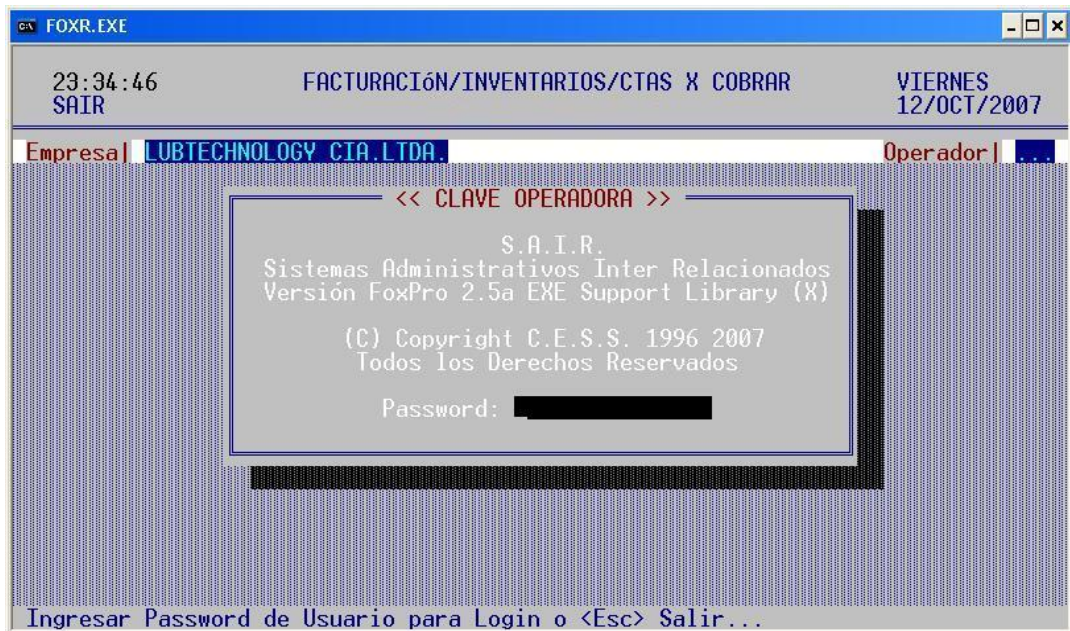 FOXR.EXE
23:34:46 FACTURACIóN/INVENTARIOS/CTAS X COBRAR VIERNES
SAIR 12/OCT/2007
Empresa| LUBTECHNOLOGY CIA.LTDA. Operador| ...
<< CLAVE OPERADORA >>
S.A.I.R.
Sistemas Administrativos Inter Relacionados
Versión FoxPro 2.5a EXE Support Library (X)
(C) Copyright C.E.S.S. 1996 2007
Todos los Derechos Reservados
Password:
Ingresar Password de Usuario para Login o <Esc> Salir...